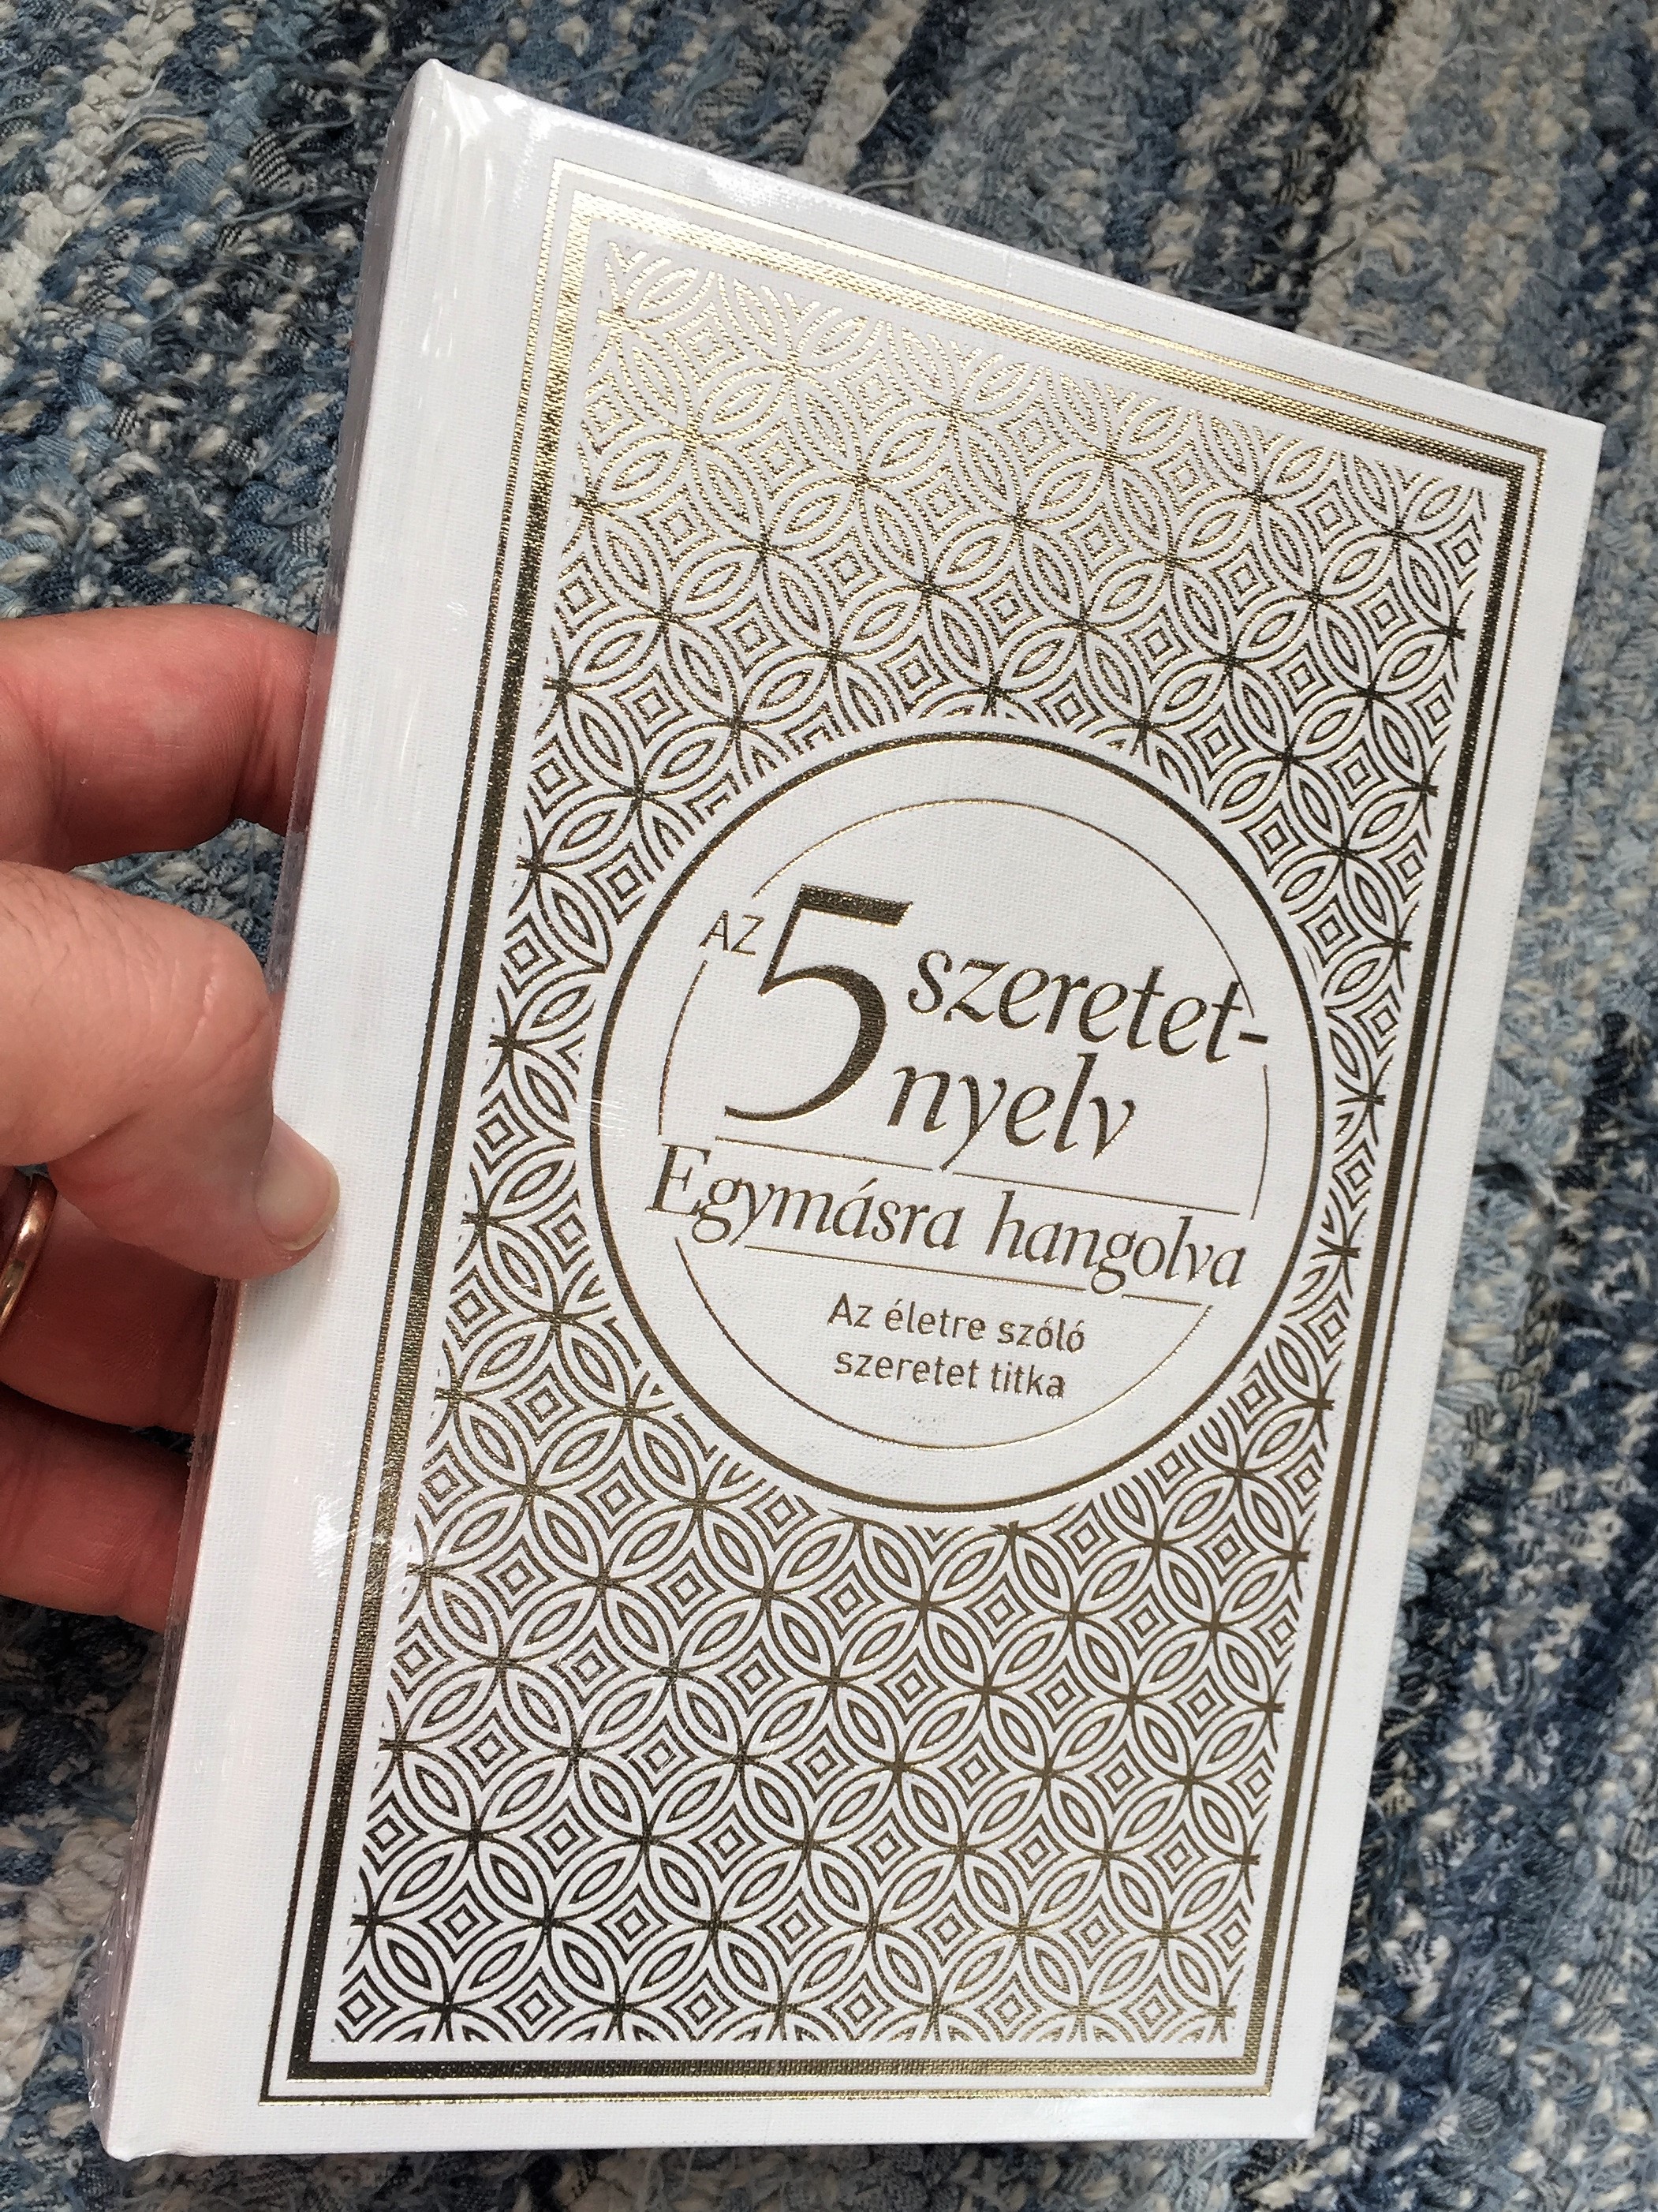 AZ 5 szeretet-
nyelv
Egymásra hangolva
Az életre szóló
szeretet titka